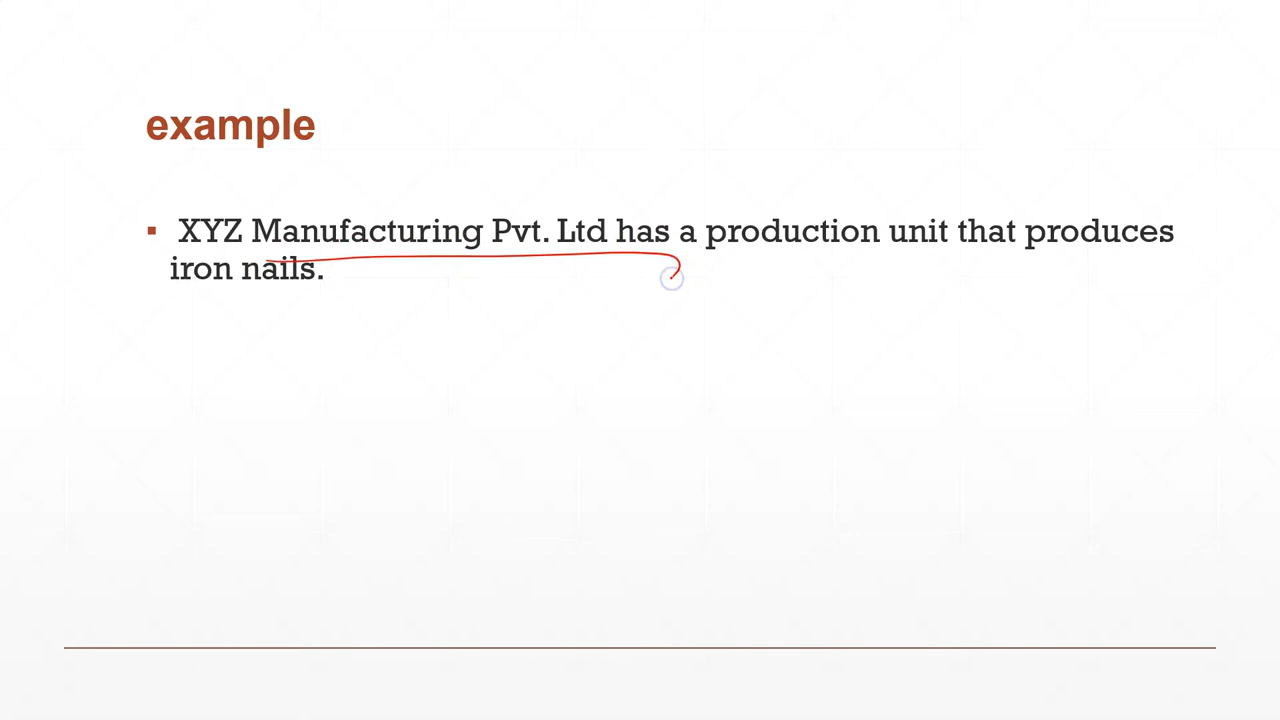 example
▪ XYZ Manufacturing Pvt. Ltd has a production unit that produces
iron nails.